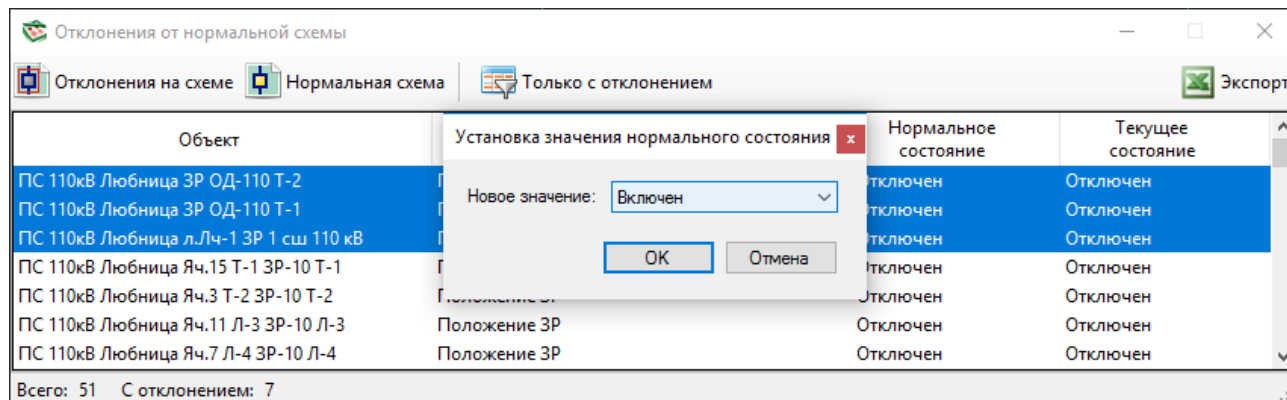 Отклонения от нормальной схемы
Отклонения на схеме Нормальная схема Только с отклонением Экспорт
Объект Нормальное состояние Текущее состояние
Установка значения нормального состояния x
Новое значение: Включен
OK Отмена
ПС 110кВ Любница ЗР ОД-110 Т-2 Отключен
ПС 110кВ Любница ЗР ОД-110 Т-1 Отключен
ПС 110кВ Любница л.Лч-1 ЗР 1 сш 110 кВ Отключен
ПС 110кВ Любница Яч.15 Т-1 ЗР-10 Т-1 Отключен
ПС 110кВ Любница Яч.3 Т-2 ЗР-10 Т-2 Отключен Отключен
ПС 110кВ Любница Яч.11 Л-3 ЗР-10 Л-3 Положение ЗР Отключен Отключен
ПС 110кВ Любница Яч.7 Л-4 ЗР-10 Л-4 Положение ЗР Отключен Отключен
Всего: 51 С отклонением: 7